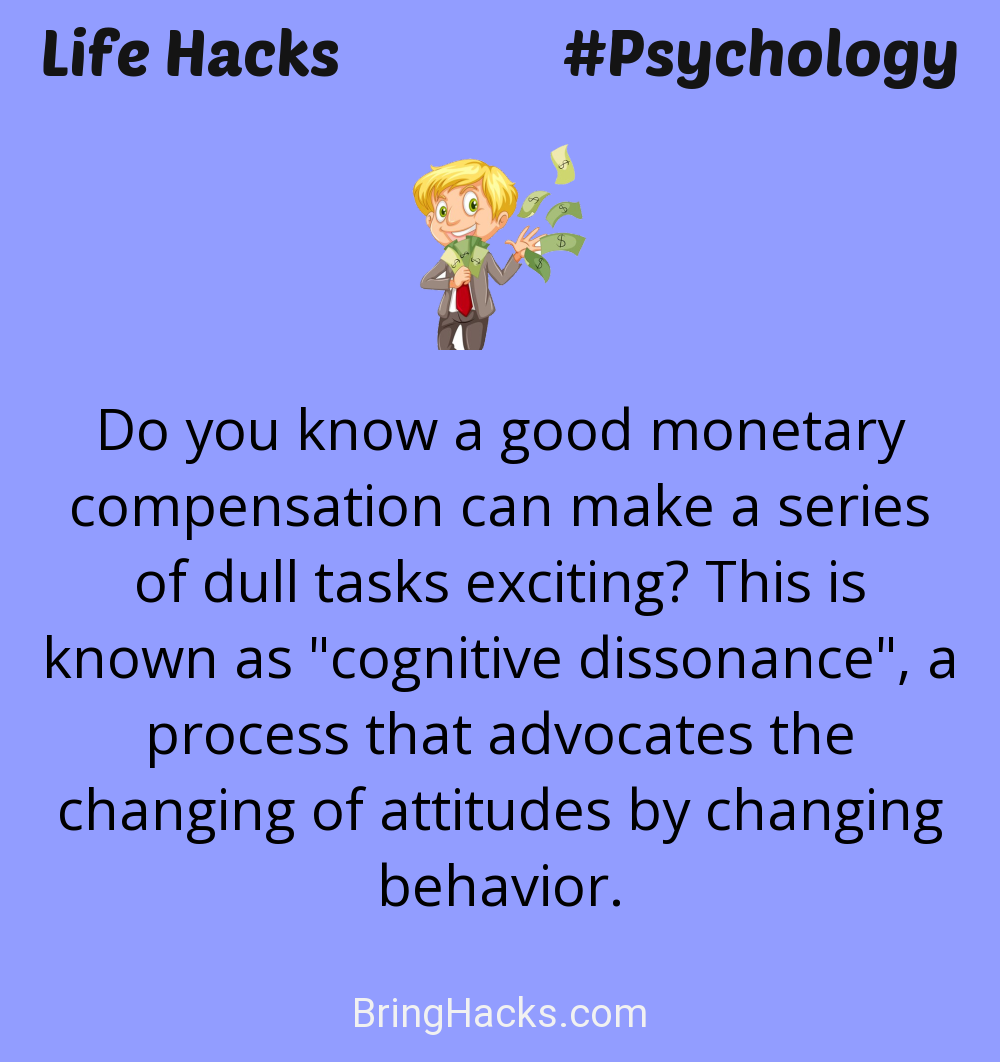 Life Hacks #Psychology
Do you know a good monetary
compensation can make a series
of dull tasks exciting? This is
known as "cognitive dissonance", a
process that advocates the
changing of attitudes by changing
behavior.
BringHacks.com